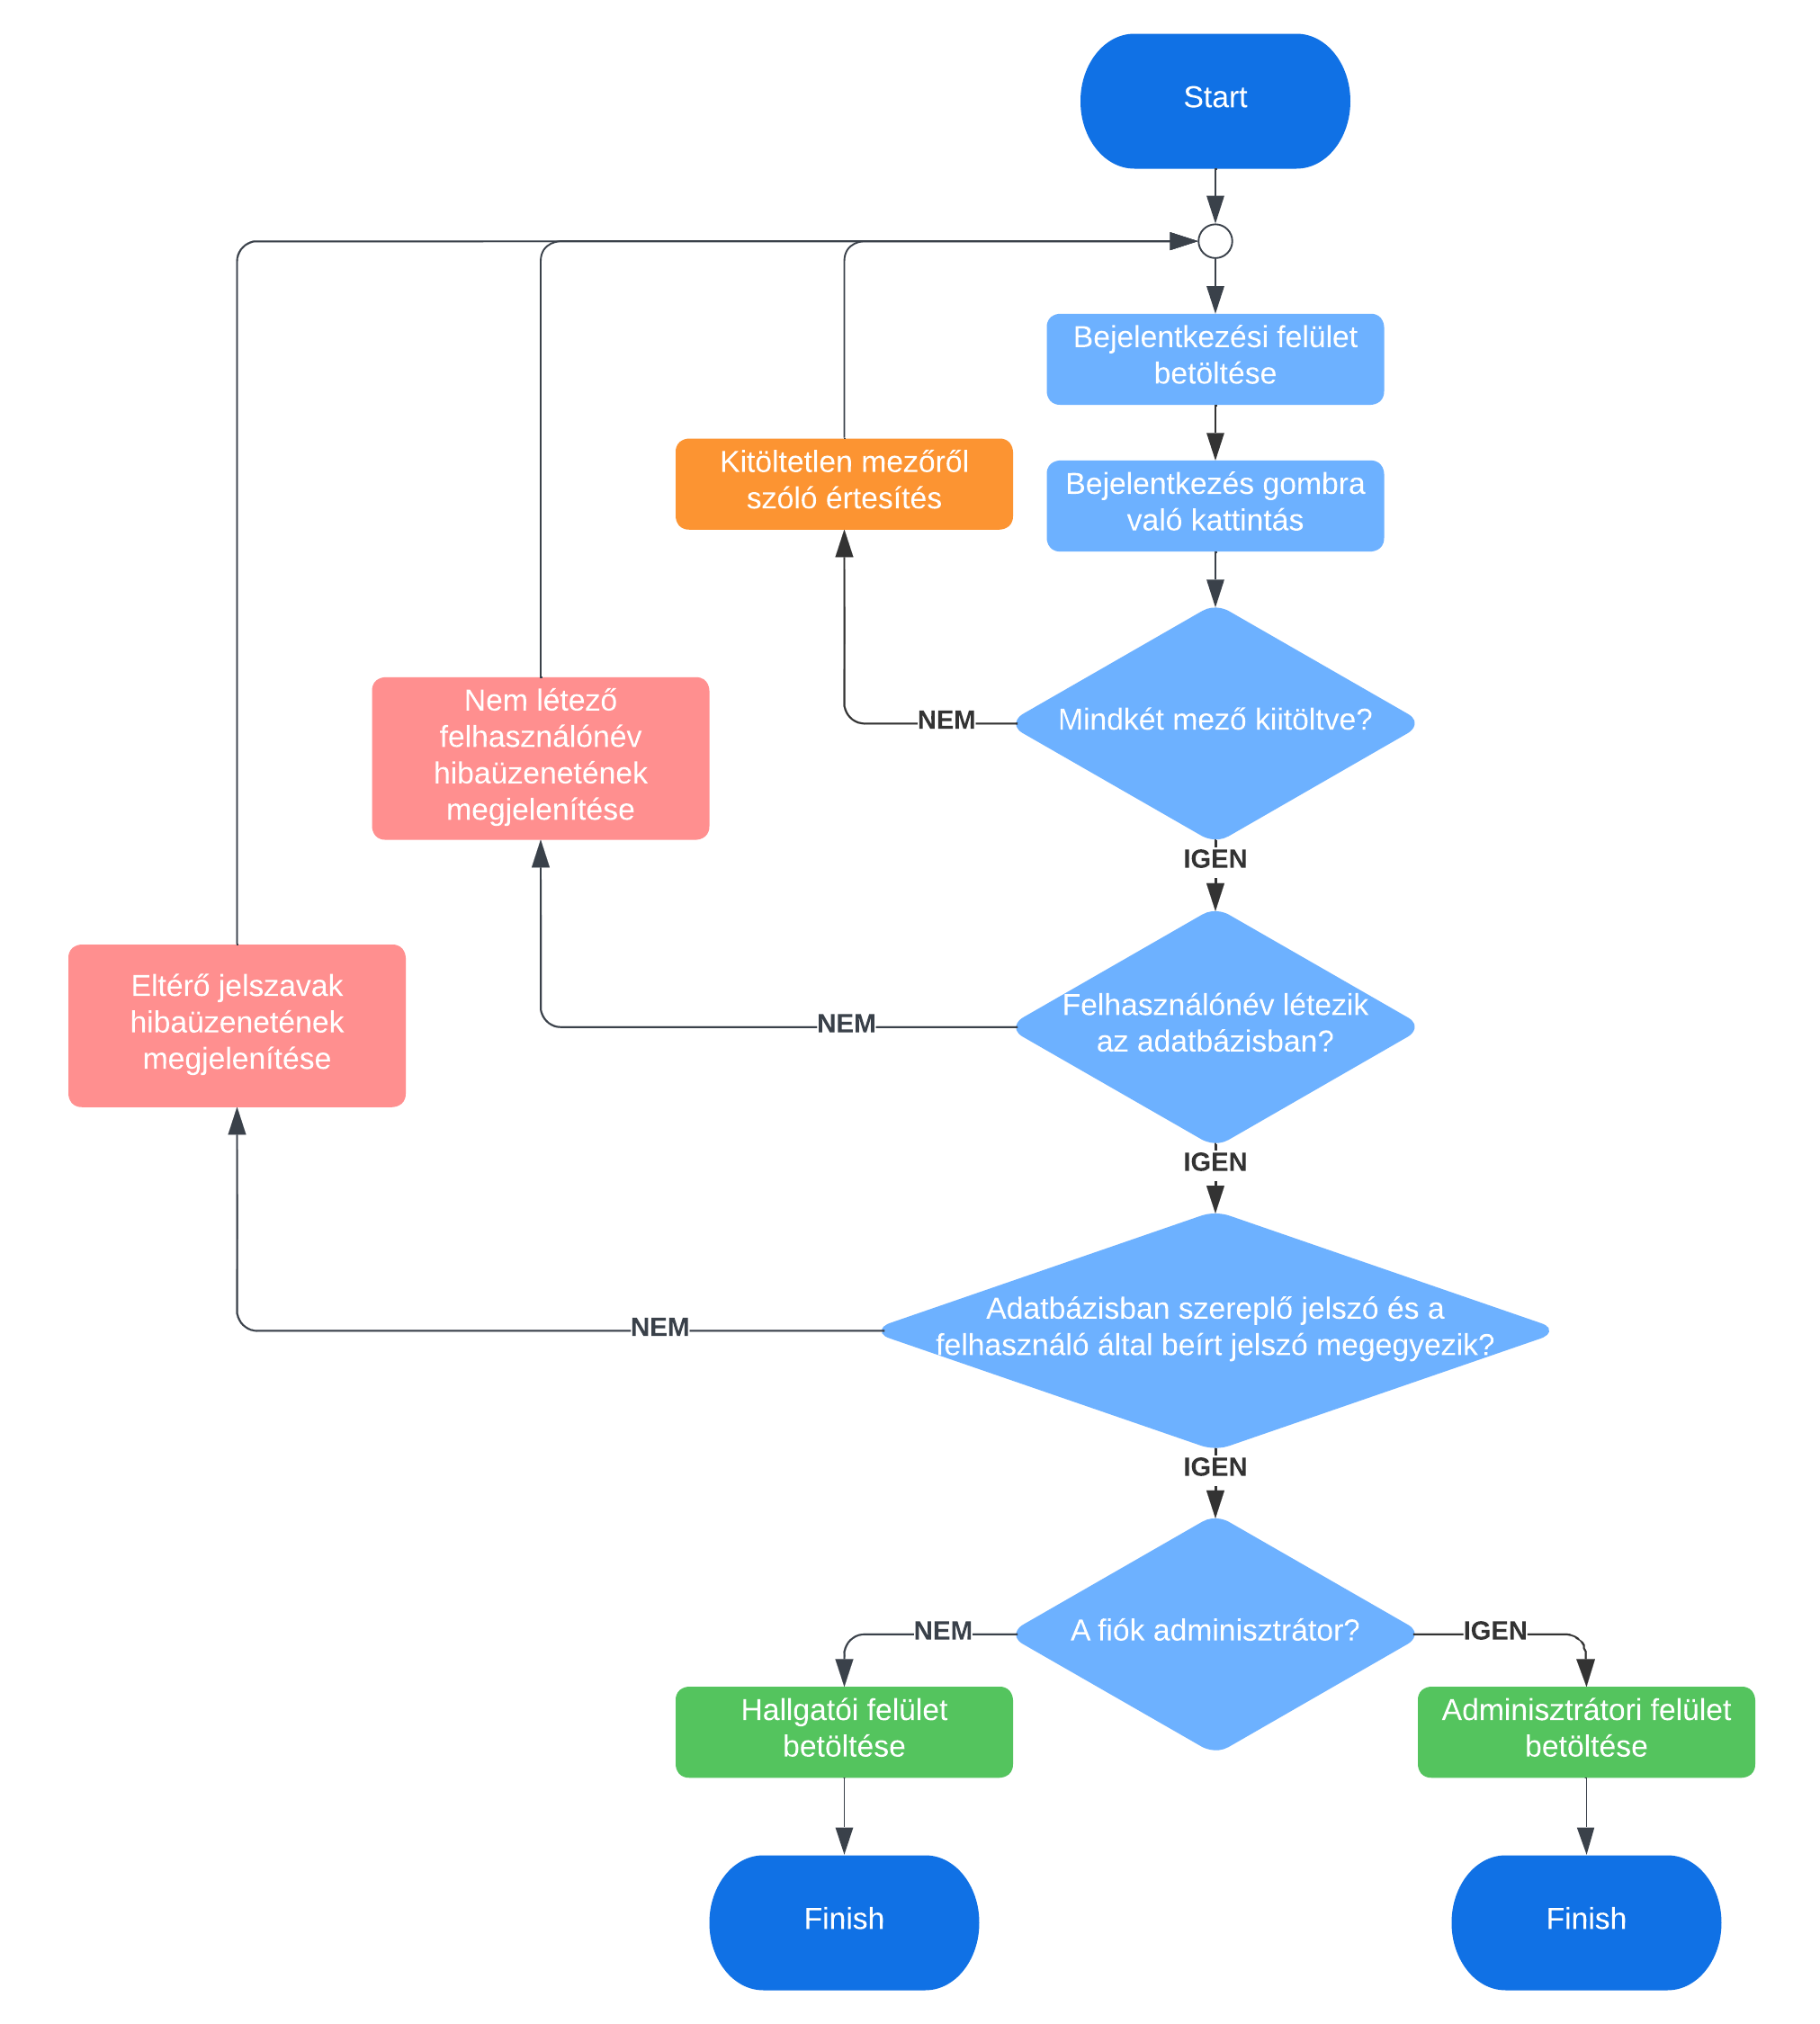 Start
Bejelentkezési felület
betöltése
Kitöltetlen mezőről
szóló értesítés
Bejelentkezés gombra
való kattintás
Nem létező
felhasználónév
hibaüzenetének
megjelenítése
NEM
Mindkét mező kiitöltve?
IGEN
Eltérő jelszavak
hibaüzenetének
megjelenítése
NEM
Felhasználónév létezik
az adatbázisban?
IGEN
NEM
Adatbázisban szereplő jelszó és a
felhasználó által beírt jelszó megegyezik?
IGEN
NEM
A fiók adminisztrátor?
IGEN
Hallgatói felület
betöltése
Adminisztrátori felület
betöltése
Finish
Finish